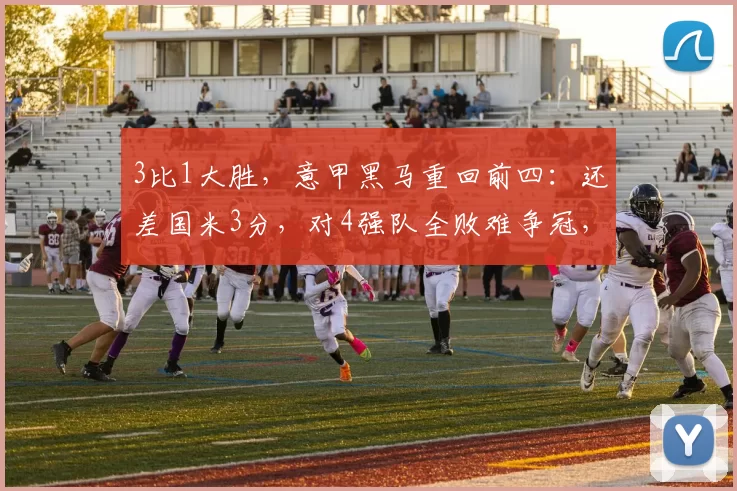 H I J K
3比1大胜，意甲黑马重回前四：还
差国米3分，对4强队全败难争冠，
80
Y